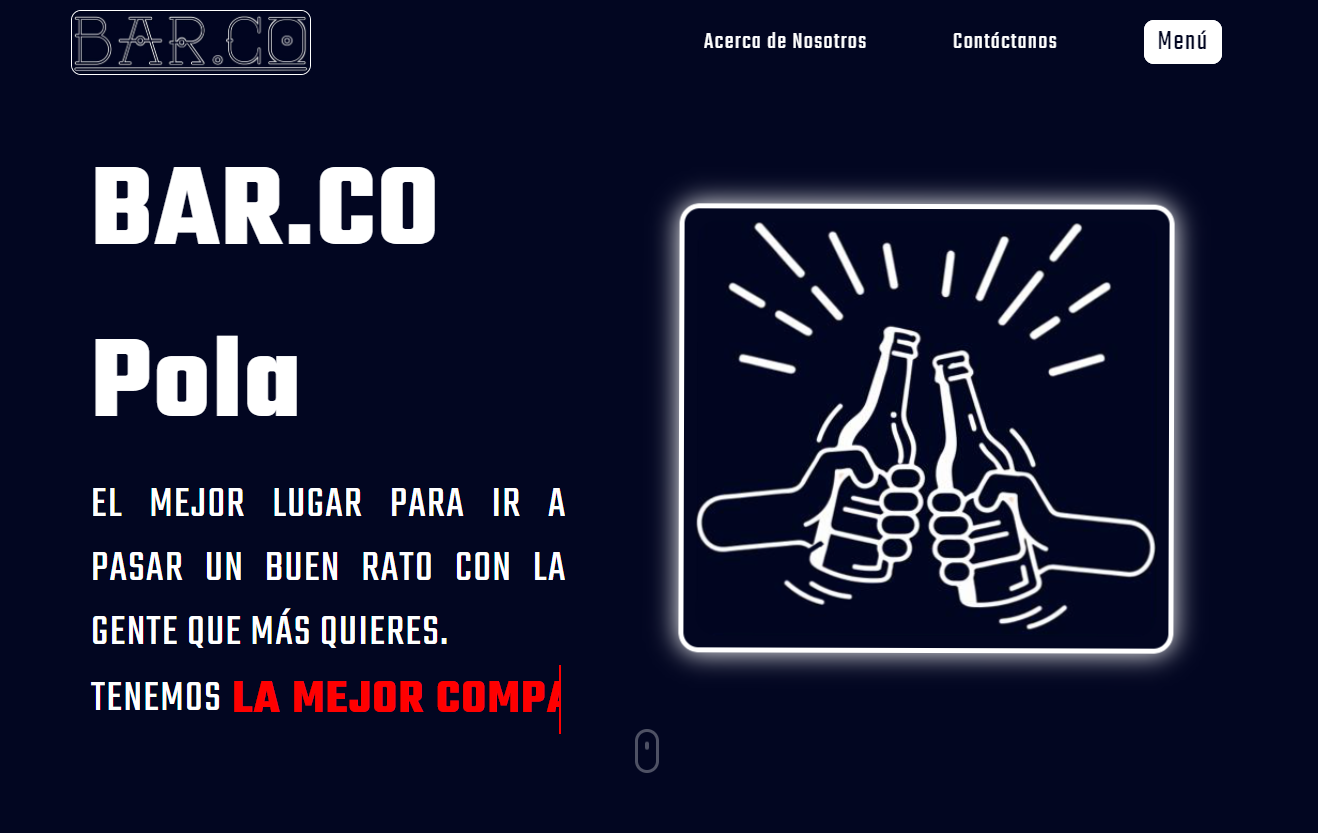 BAR.CO
Acerca de Nosotros
Contáctanos
Menú
BAR.CO
Pola
EL MEJOR LUGAR PARA IR A
PASAR UN BUEN RATO CON LA
GENTE QUE MÁS QUIERES.
TENEMOS LA MEJOR COMPA